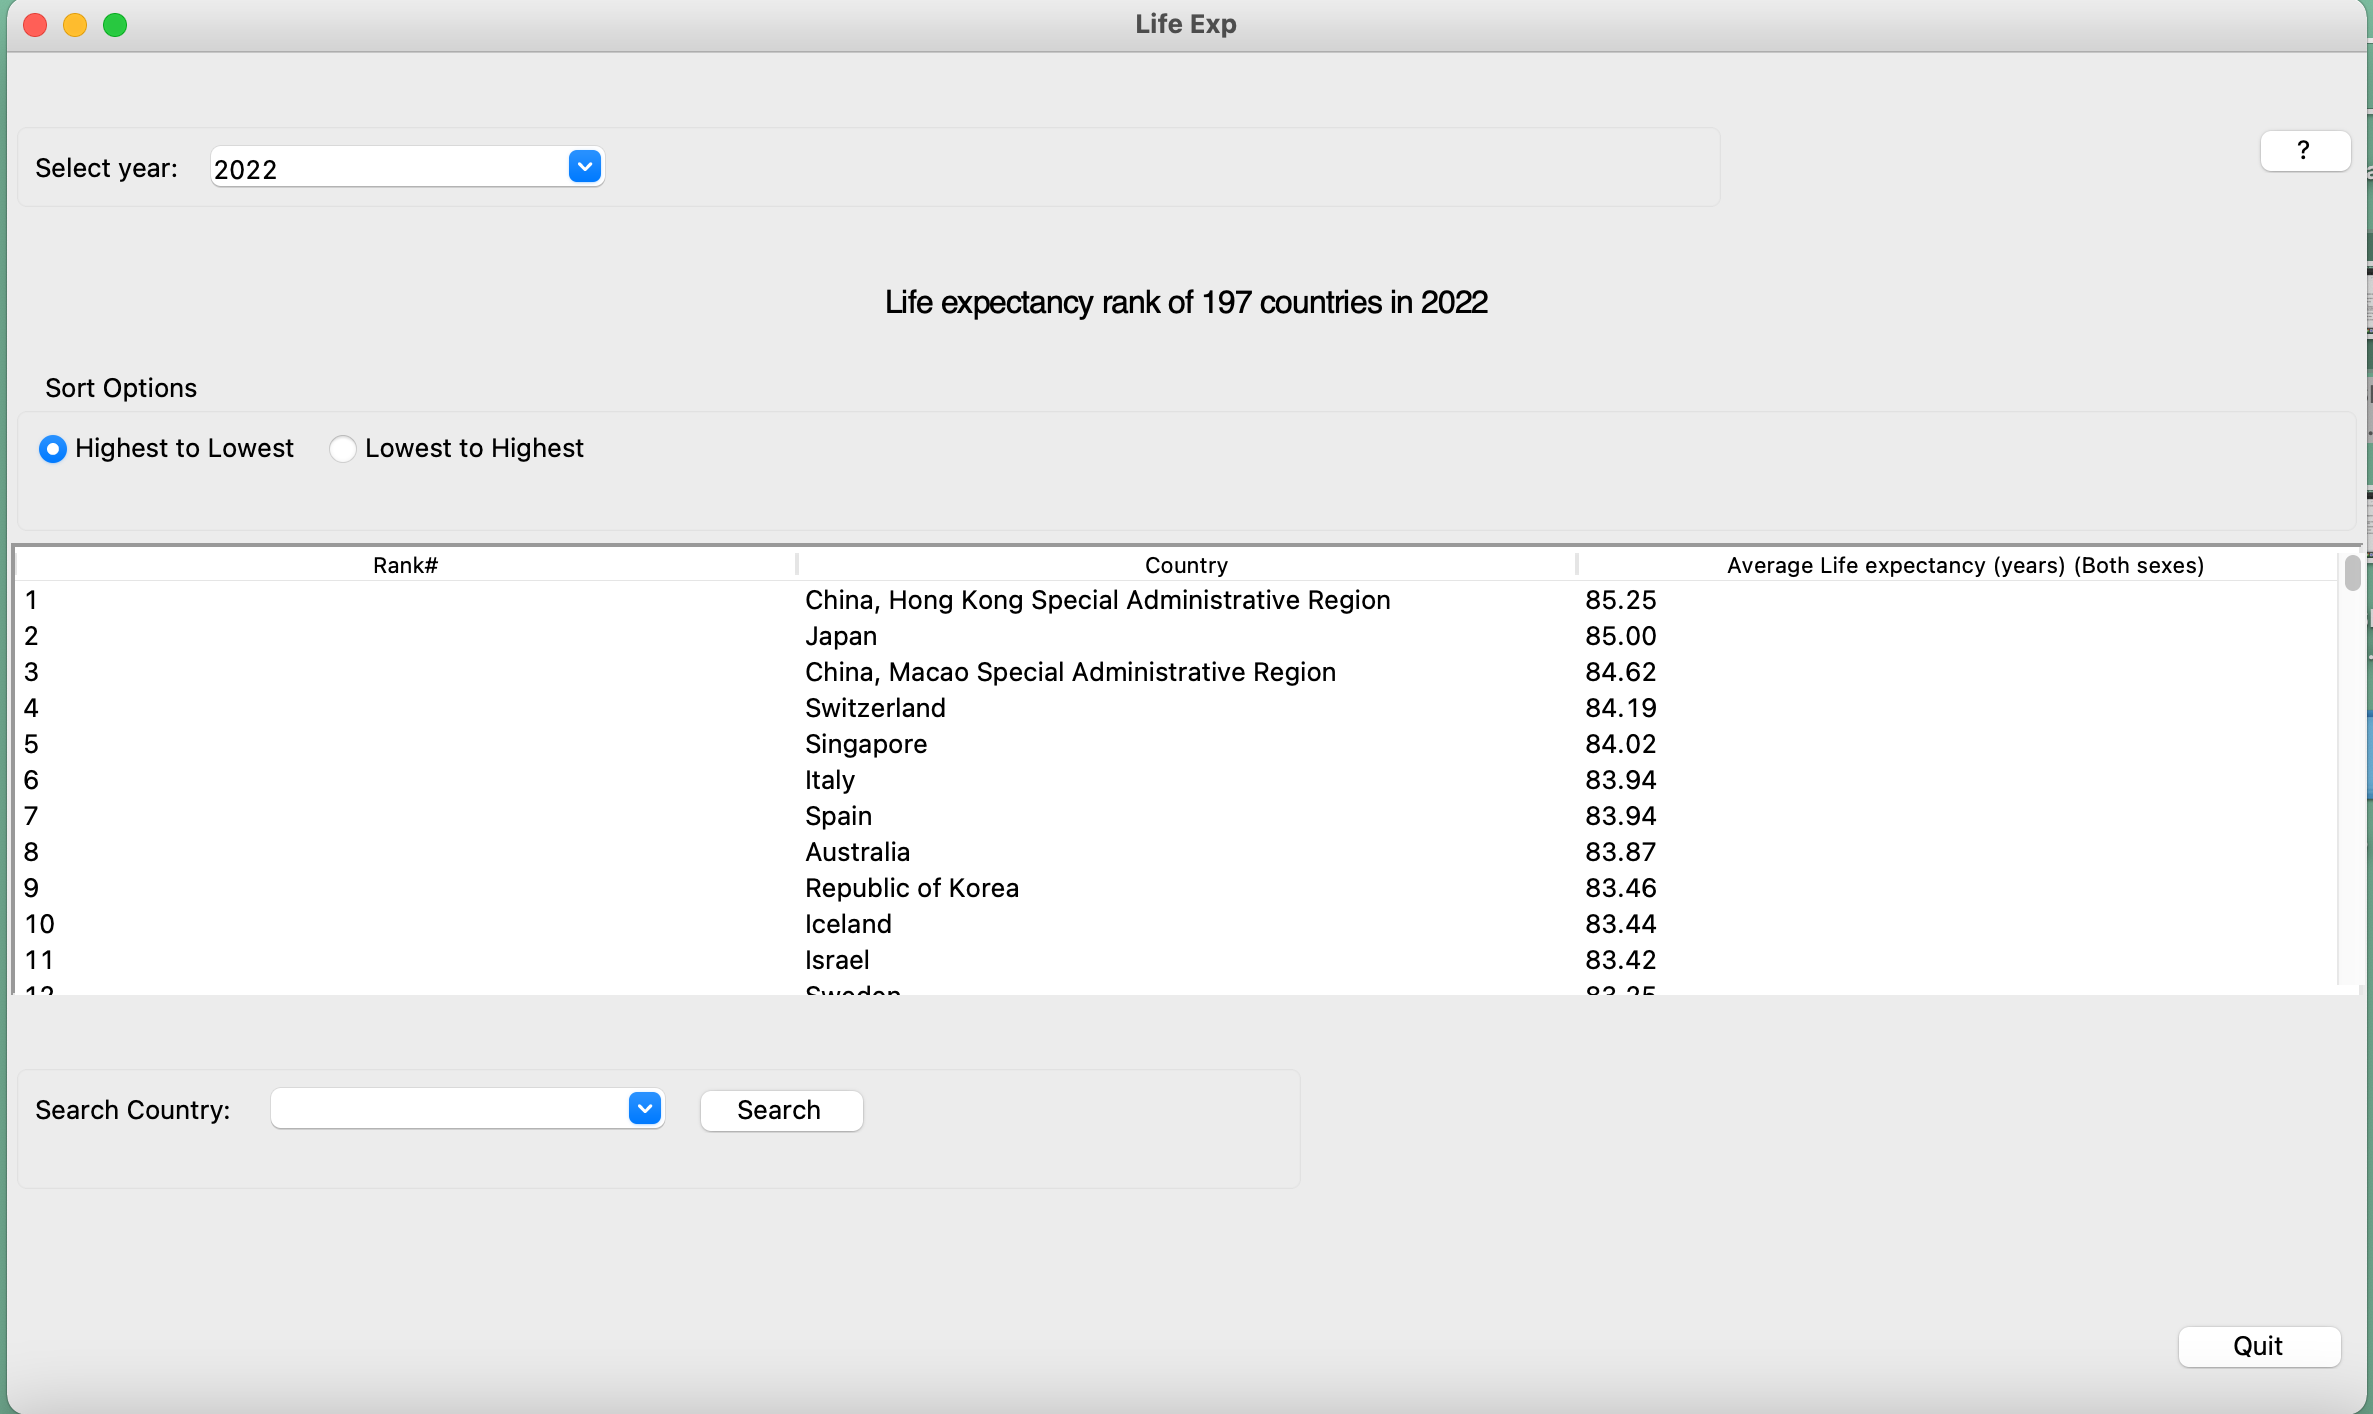 Life Exp
Select year: 2022
?
Life expectancy rank of 197 countries in 2022
Sort Options
Highest to Lowest Lowest to Highest
Rank# Country Average Life expectancy (years) (Both sexes)
1 China, Hong Kong Special Administrative Region 85.25
2 Japan 85.00
3 China, Macao Special Administrative Region 84.62
4 Switzerland 84.19
5 Singapore 84.02
6 Italy 83.94
7 Spain 83.94
8 Australia 83.87
9 Republic of Korea 83.46
10 Iceland 83.44
11 Israel 83.42
12 Sweden 83.25
Search Country: Search
Quit